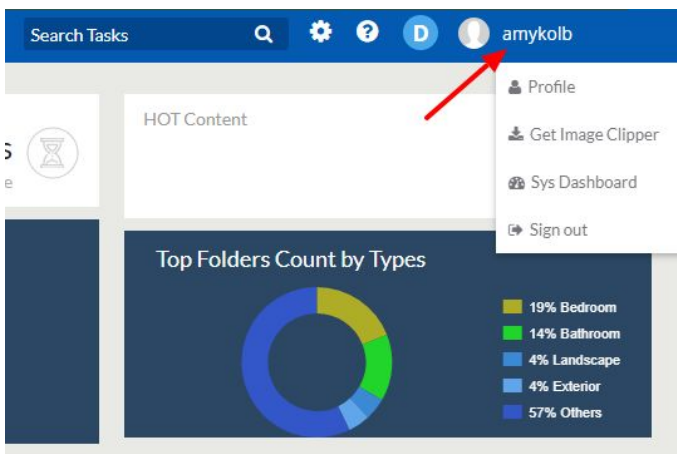 Search Tasks
D
amykolb
Profile
Get Image Clipper
Sys Dashboard
Sign out
HOT Content
s
e
Top Folders Count by Types
19% Bedroom
14% Bathroom
4% Landscape
4% Exterior
57% Others